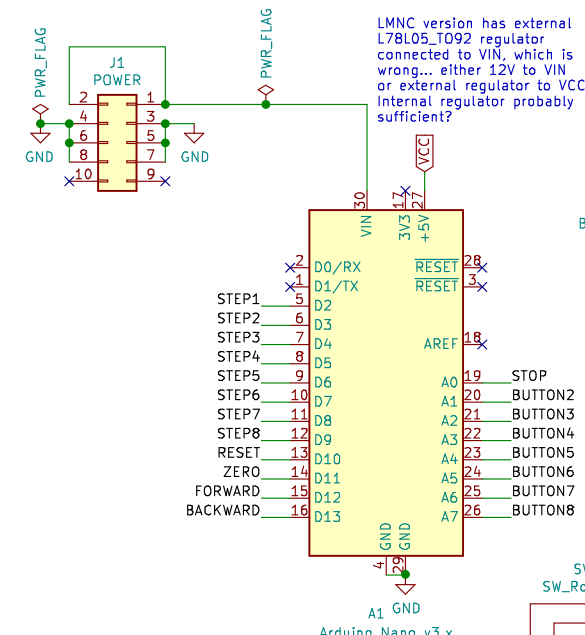 LMNC version has external
L78L05_TO92 regulator
connected to VIN, which is
wrong... either 12V to VIN
or external regulator to VCC
Internal regulator probably
sufficient?
PWR_FLAG
PWR_FLAG
J1
POWER
2
1
4
3
6
5
8
7
10
9
GND
GND
VCC
30
17
27
VIN
3V3
+5V
2
D0/RX
RESET
28
1
D1/TX
RESET
3
STEP1
5
D2
STEP2
6
D3
STEP3
7
D4
AREF
18
STEP4
8
D5
STEP5
9
D6
A0
19
STOP
STEP6
10
D7
A1
20
BUTTON2
STEP7
11
D8
A2
21
BUTTON3
STEP8
12
D9
A3
22
BUTTON4
RESET
13
D10
A4
23
BUTTON5
ZERO
14
D11
A5
24
BUTTON6
FORWARD
15
D12
A6
25
BUTTON7
BACKWARD
16
D13
A7
26
BUTTON8
GND
GND
4
29
GND
A1
Arduino Nano v3.x
SW_Ro